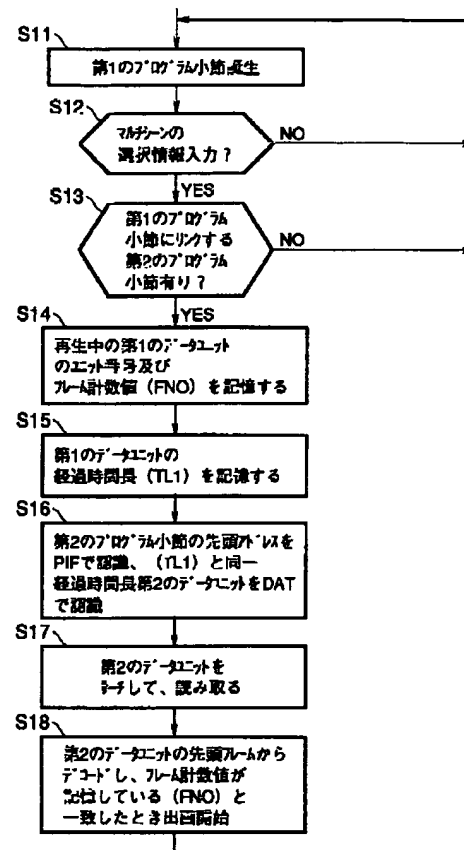 S11
第1のプログラム小節再生
S12
マルチシーンの
選択情報入力?
NO
YES
S13
第1のプログラム
小節にリンクする
第2のプログラム
小節有り?
NO
YES
S14
再生中の第1のデータユニット
のユニット番号及び
フレーム計数値(FNO)を記憶する
S15
第1のデータユニットの
経過時間長(TL1)を記憶する
S16
第2のプログラム小節の先頭アドレスを
PIFで認識、(TL1)と同一
経過時間長第2のデータユニットをDAT
で認識
S17
第2のデータユニットを
サーチして、読み取る
S18
第2のデータユニットの先頭フレームから
デコードし、フレーム計数値が
記憶している(FNO)と
一致したとき出画開始